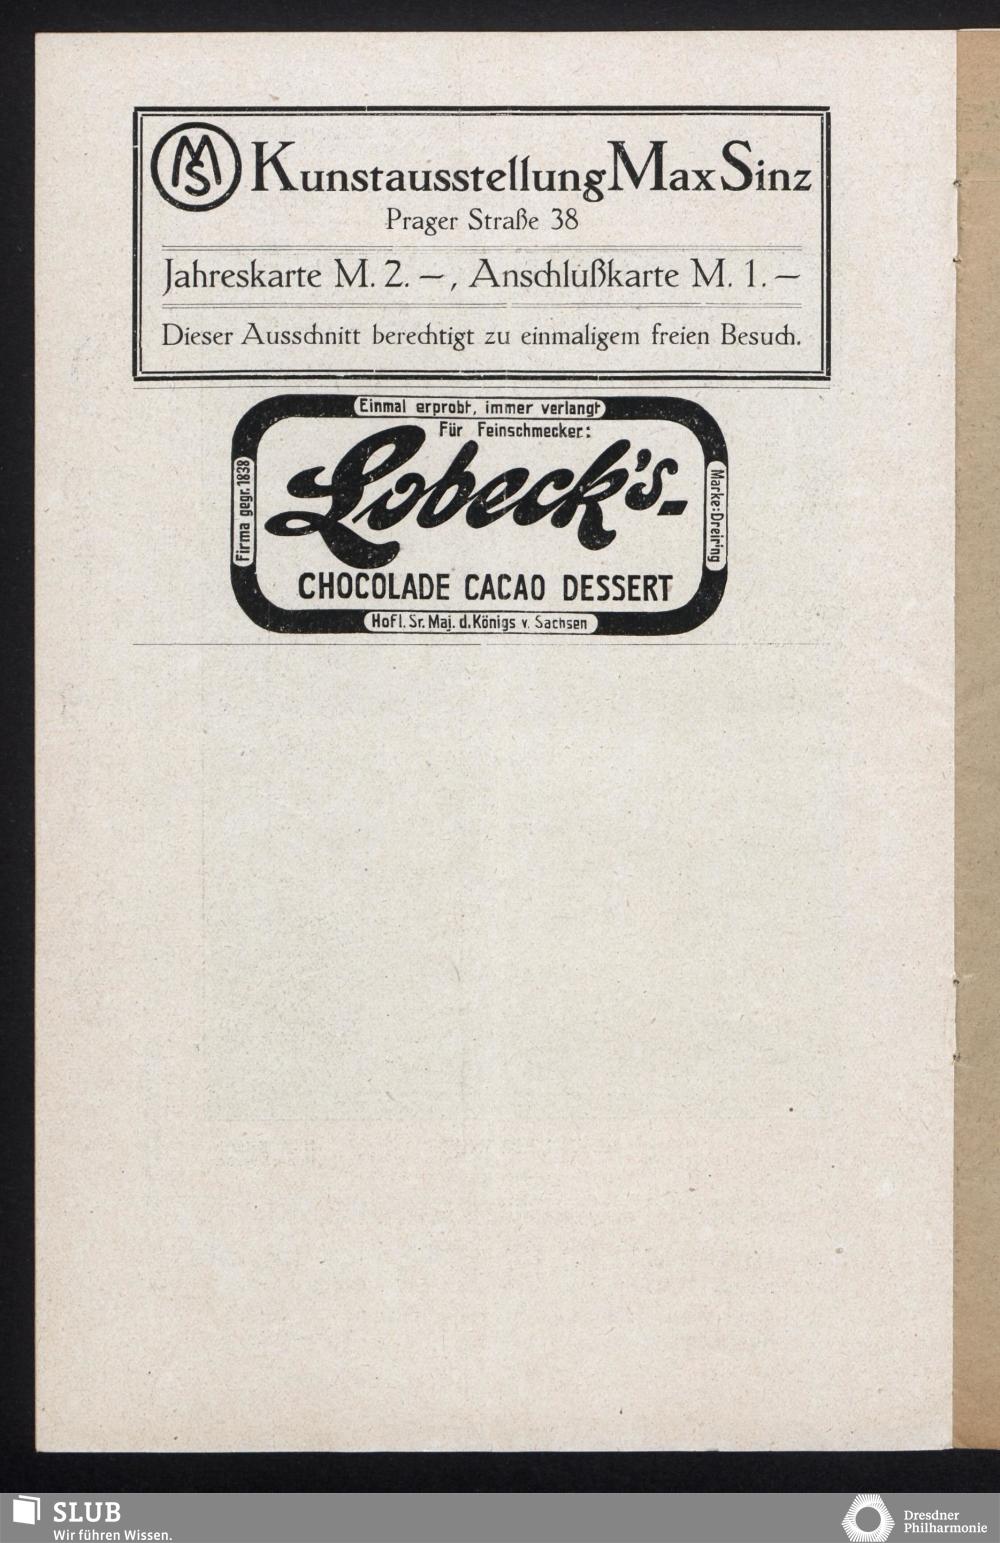 MS Kunstausstellung Max Sinz
Prager Straße 38
Jahreskarte M. 2. –, Anschlußkarte M. 1. –
Dieser Ausschnitt berechtigt zu einmaligem freien Besuch.
Einmal erprobt, immer verlangt
Für Feinschmecker:
Firma gegr. 1838
Lobeck's-
Marke: Dreiring
CHOCOLADE CACAO DESSERT
Hofl. Sr. Maj. d. Königs v. Sachsen
SLUB
Wir führen Wissen.
Dresdner
Philharmonie